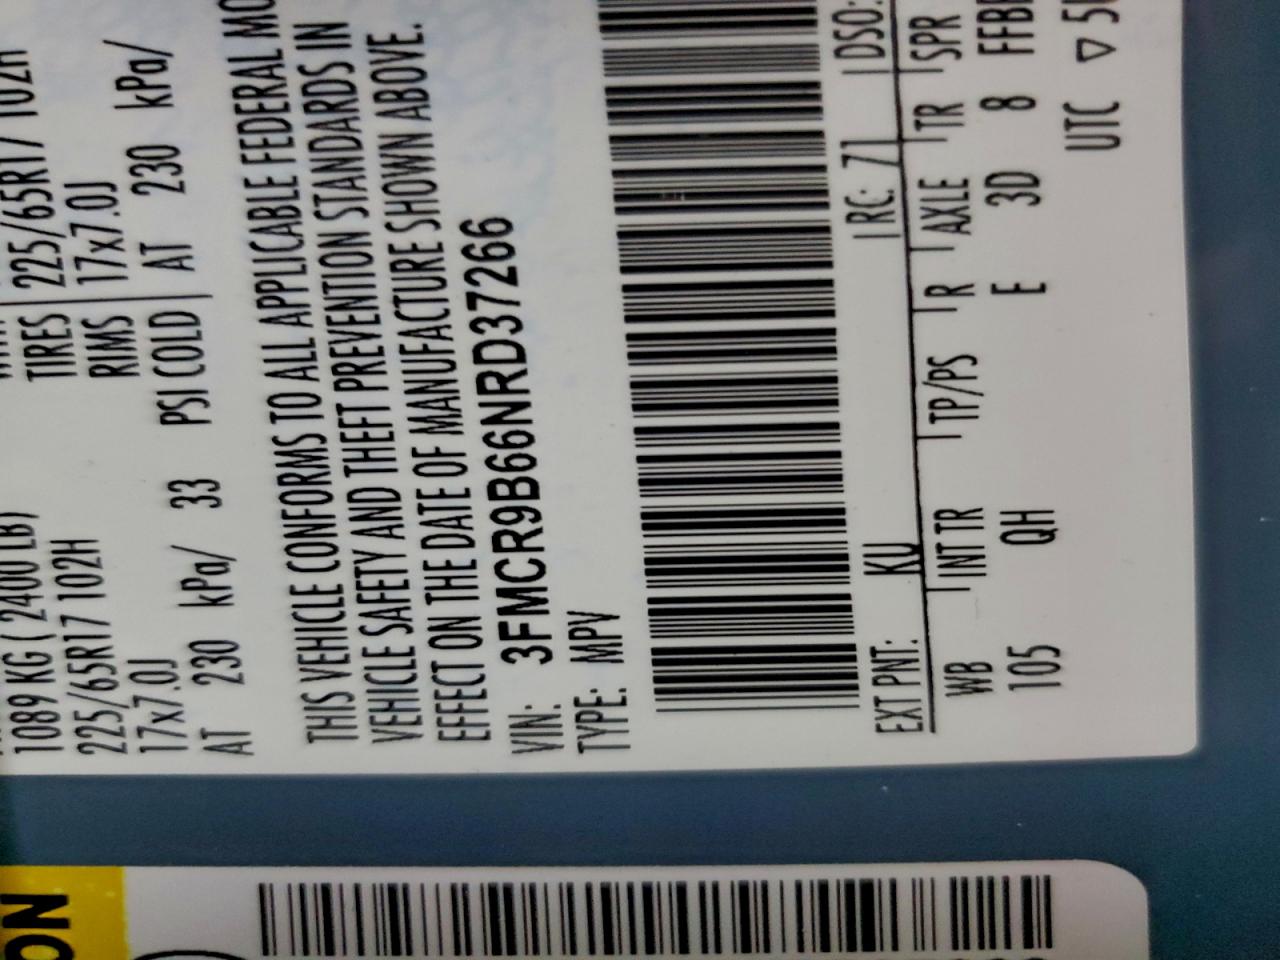 1089 KG ( 2400 LB)
225/65R17 102H TIRES 225/65R17 102H
17x7.0J RIMS 17x7.0J
AT 230 kPa/ 33 PSI COLD AT 230 kPa/
THIS VEHICLE CONFORMS TO ALL APPLICABLE FEDERAL
VEHICLE SAFETY AND THEFT PREVENTION STANDARDS IN
EFFECT ON THE DATE OF MANUFACTURE SHOWN ABOVE.
VIN: 3FMCR9B66NRD37266
TYPE: MPV
EXT PNT: KU RC: 71 DSO:
WB INT TR TP/PS R AXLE TR SPR
105 QH E 3D 8
UTC